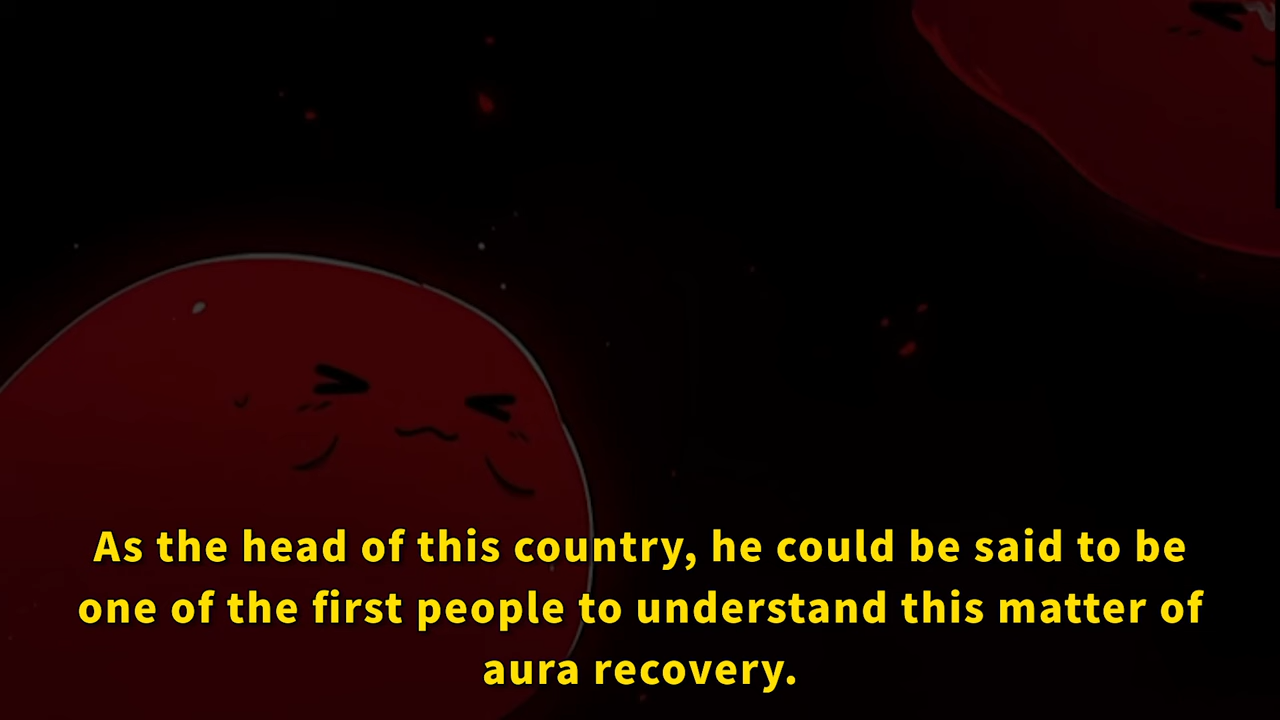 As the head of this country, he could be said to be
one of the first people to understand this matter of
aura recovery.